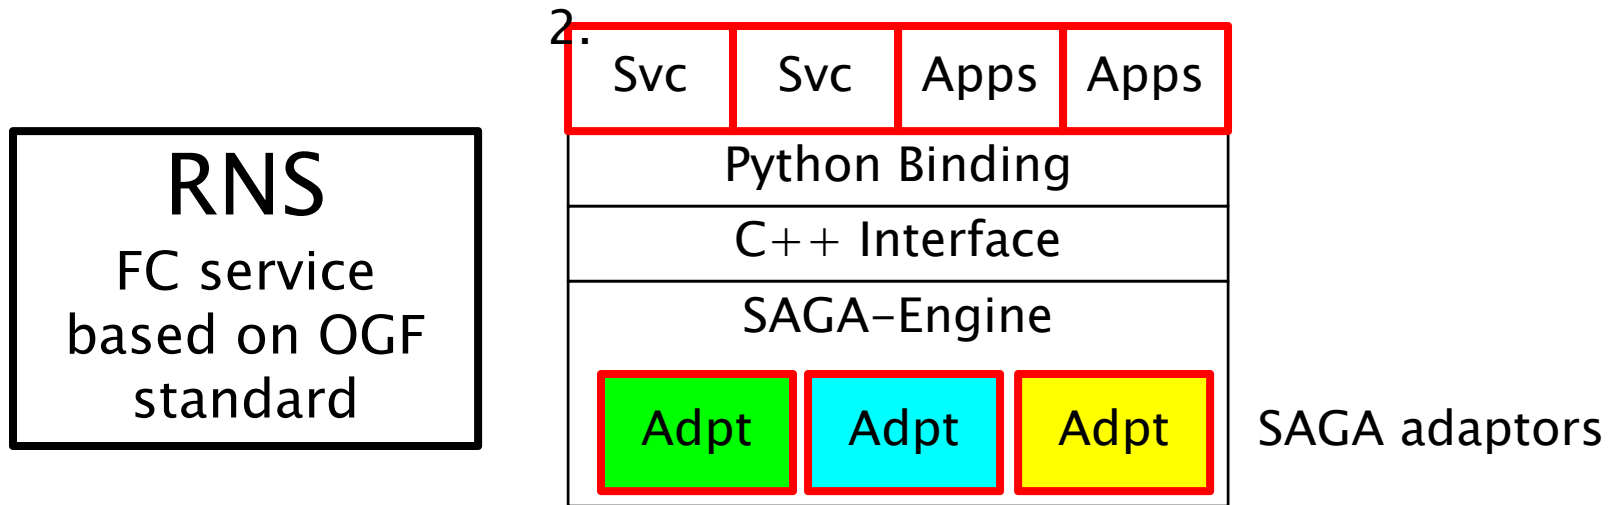 2.
Svc Svc Apps Apps
RNS
FC service
based on OGF
standard
Python Binding
C++ Interface
SAGA-Engine
Adpt Adpt Adpt
SAGA adaptors